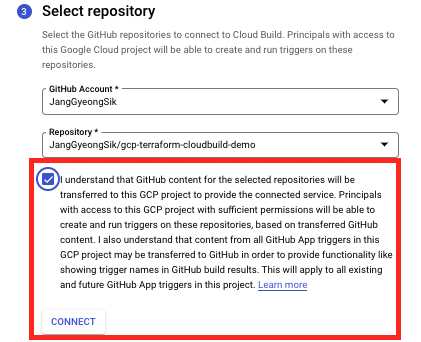 3 Select repository
Select the GitHub repositories to connect to Cloud Build. Principals with access to
this Google Cloud project will be able to create and run triggers on these
repositories.
GitHub Account *
JangGyeongSik
Repository *
JangGyeongSik/gcp-terraform-cloudbuild-demo
I understand that GitHub content for the selected repositories will be
transferred to this GCP project to provide the connected service. Principals
with access to this GCP project with sufficient permissions will be able to
create and run triggers on these repositories, based on transferred GitHub
content. I also understand that content from all GitHub App triggers in this
GCP project may be transferred to GitHub in order to provide functionality like
showing trigger names in GitHub build results. This will apply to all existing
and future GitHub App triggers in this project. Learn more
CONNECT